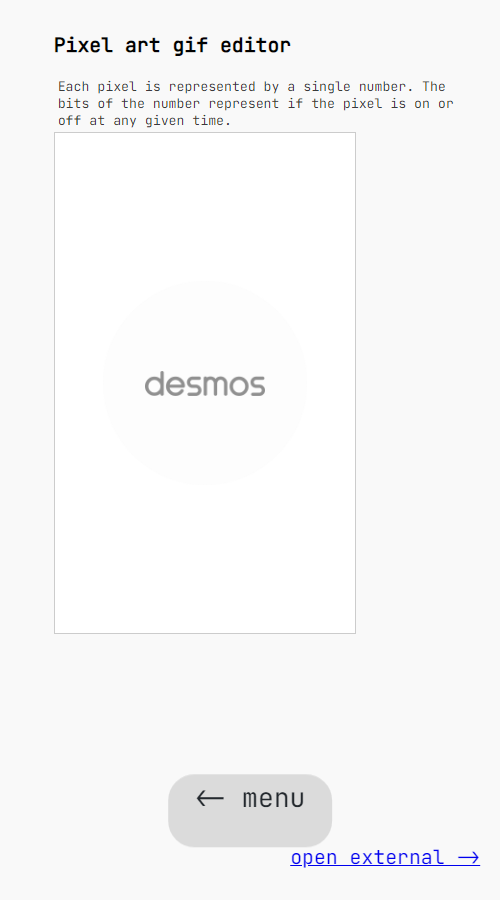 Pixel art gif editor
Each pixel is represented by a single number. The
bits of the number represent if the pixel is on or
off at any given time.
desmos
← menu
open external →